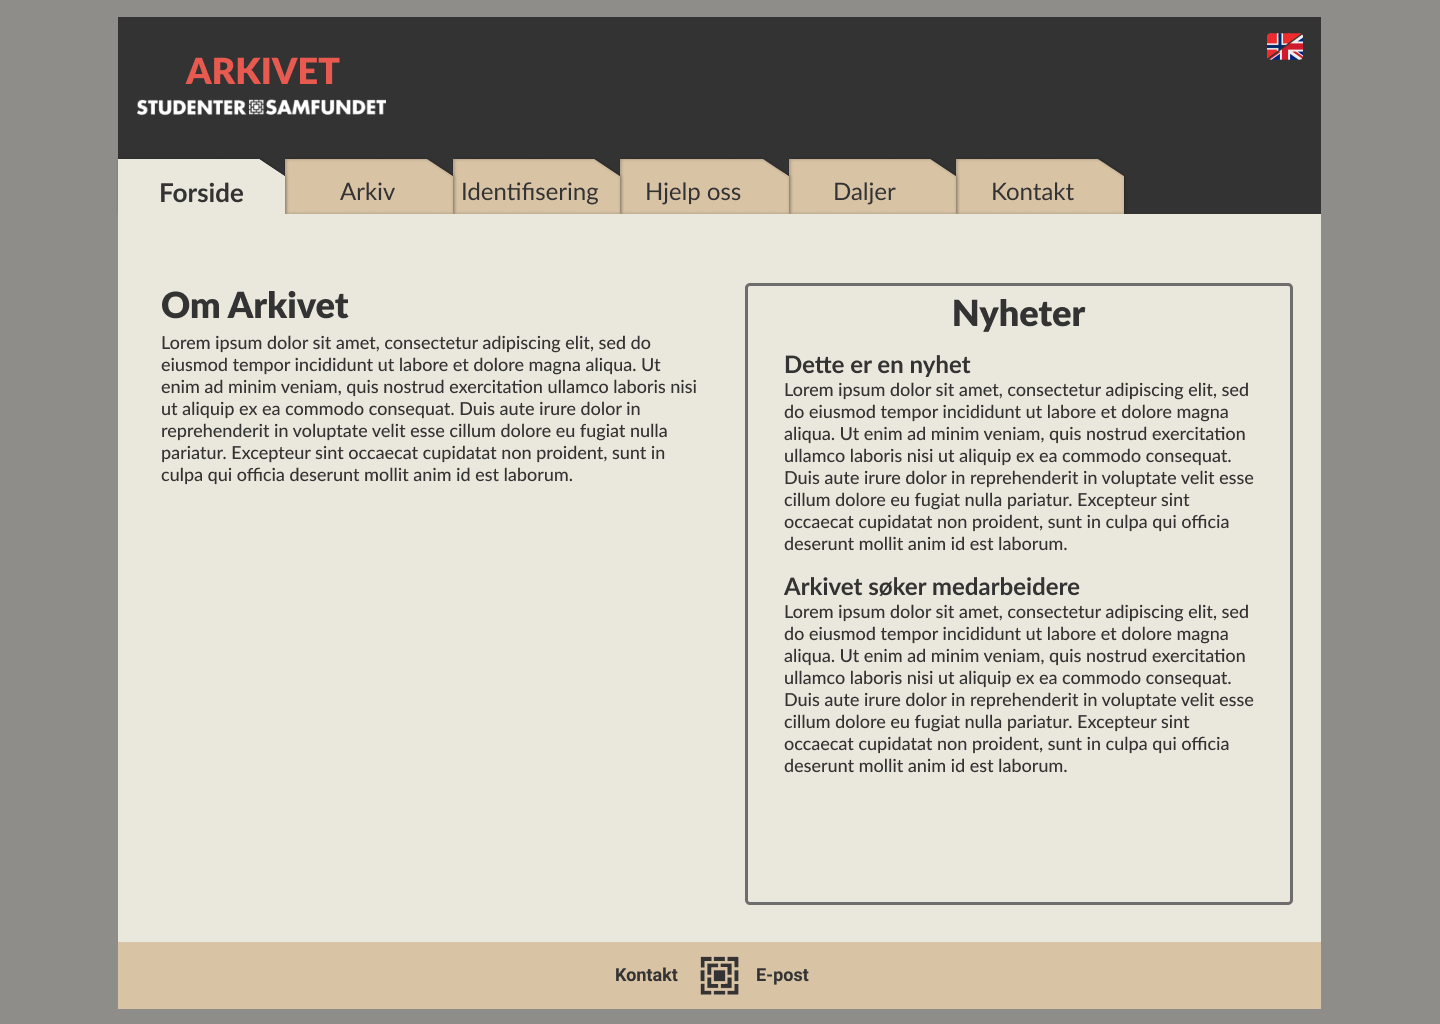 ARKIVET
STUDENTER SAMFUNDET
Forside
Arkiv
Identifisering
Hjelp oss
Daljer
Kontakt
Om Arkivet
Lorem ipsum dolor sit amet, consectetur adipiscing elit, sed do
eiusmod tempor incididunt ut labore et dolore magna aliqua. Ut
enim ad minim veniam, quis nostrud exercitation ullamco laboris nisi
ut aliquip ex ea commodo consequat. Duis aute irure dolor in
reprehenderit in voluptate velit esse cillum dolore eu fugiat nulla
pariatur. Excepteur sint occaecat cupidatat non proident, sunt in
culpa qui officia deserunt mollit anim id est laborum.
Nyheter
Dette er en nyhet
Lorem ipsum dolor sit amet, consectetur adipiscing elit, sed
do eiusmod tempor incididunt ut labore et dolore magna
aliqua. Ut enim ad minim veniam, quis nostrud exercitation
ullamco laboris nisi ut aliquip ex ea commodo consequat.
Duis aute irure dolor in reprehenderit in voluptate velit esse
cillum dolore eu fugiat nulla pariatur. Excepteur sint
occaecat cupidatat non proident, sunt in culpa qui officia
deserunt mollit anim id est laborum.
Arkivet søker medarbeidere
Lorem ipsum dolor sit amet, consectetur adipiscing elit, sed
do eiusmod tempor incididunt ut labore et dolore magna
aliqua. Ut enim ad minim veniam, quis nostrud exercitation
ullamco laboris nisi ut aliquip ex ea commodo consequat.
Duis aute irure dolor in reprehenderit in voluptate velit esse
cillum dolore eu fugiat nulla pariatur. Excepteur sint
occaecat cupidatat non proident, sunt in culpa qui officia
deserunt mollit anim id est laborum.
Kontakt
E-post